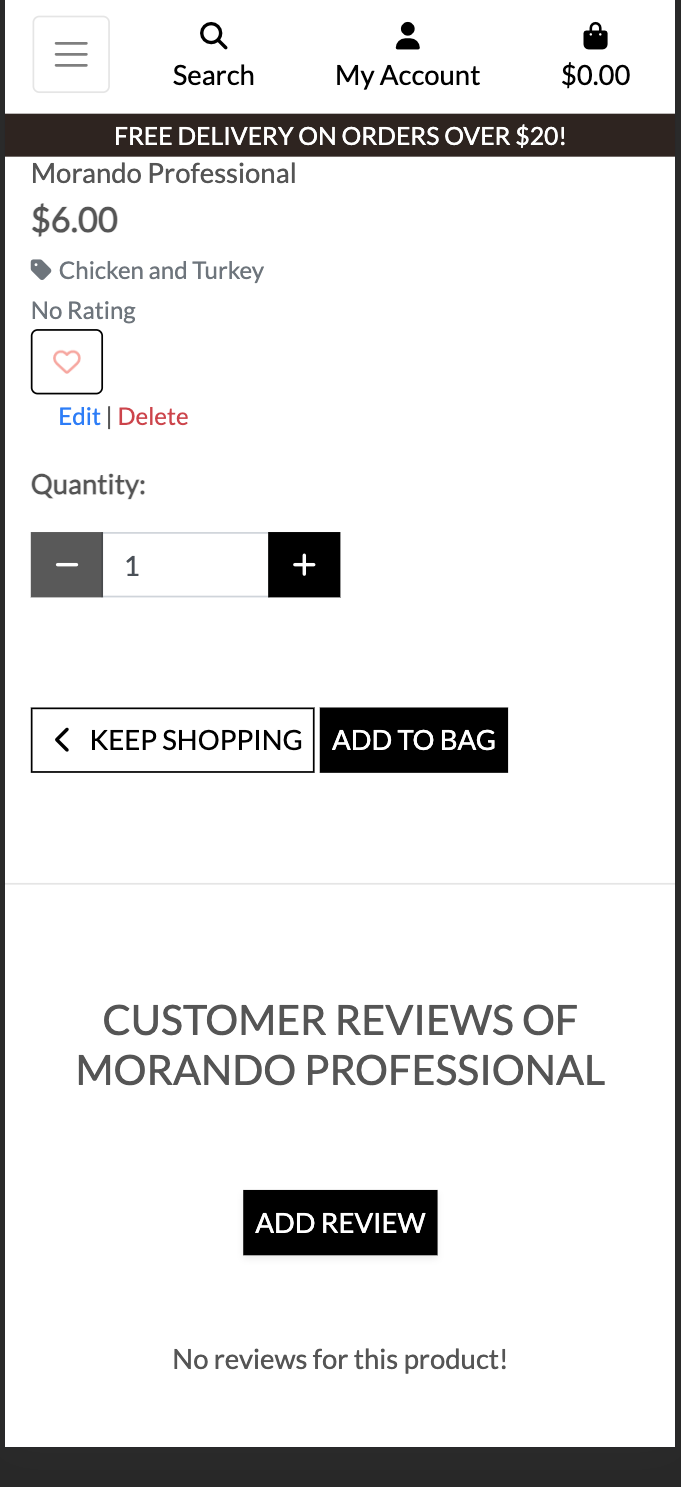 Search My Account $0.00
FREE DELIVERY ON ORDERS OVER $20!
Morando Professional
$6.00
Chicken and Turkey
No Rating
Edit | Delete
Quantity:
1
KEEP SHOPPING ADD TO BAG
CUSTOMER REVIEWS OF
MORANDO PROFESSIONAL
ADD REVIEW
No reviews for this product!